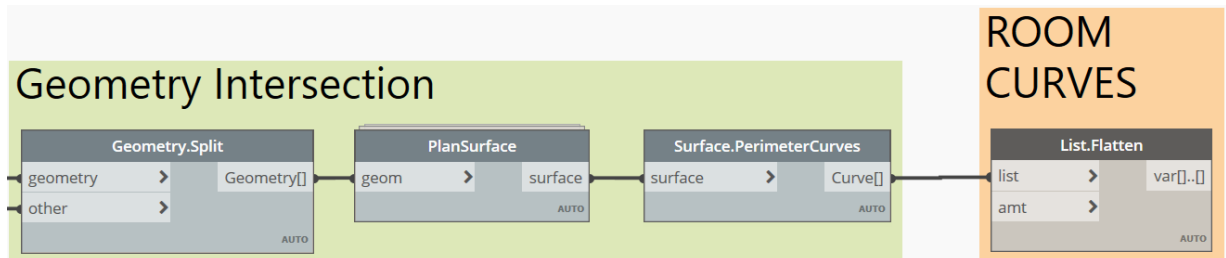 Geometry Intersection
ROOM
CURVES
Geometry.Split
geometry > Geometry[]
other >
AUTO
PlanSurface
geom > surface
AUTO
Surface.PerimeterCurves
surface > Curve[]
AUTO
List.Flatten
list > var[]..[]
amt >
AUTO